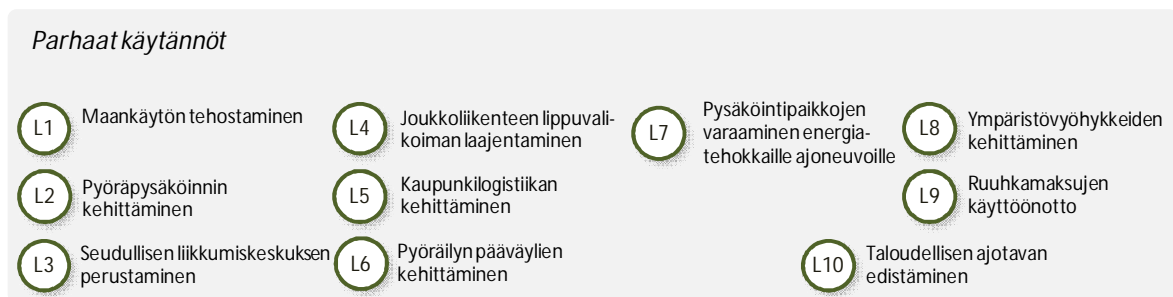 Parhaat käytännöt
L1
Maankäytön tehostaminen
L2
Pyöräpysäköinnin
kehittäminen
L3
Seudullisen liikkumiskeskuksen
perustaminen
L4
Joukkoliikenteen lippuvali-
koiman laajentaminen
L5
Kaupunkilogistiikan
kehittäminen
L6
Pyöräilyn pääväylien
kehittäminen
L7
Pysäköintipaikkojen
varaaminen energia-
tehokkaille ajoneuvoille
L8
Ympäristövyöhykkeiden
kehittäminen
L9
Ruuhkamaksujen
käyttöönotto
L10
Taloudellisen ajotavan
edistäminen